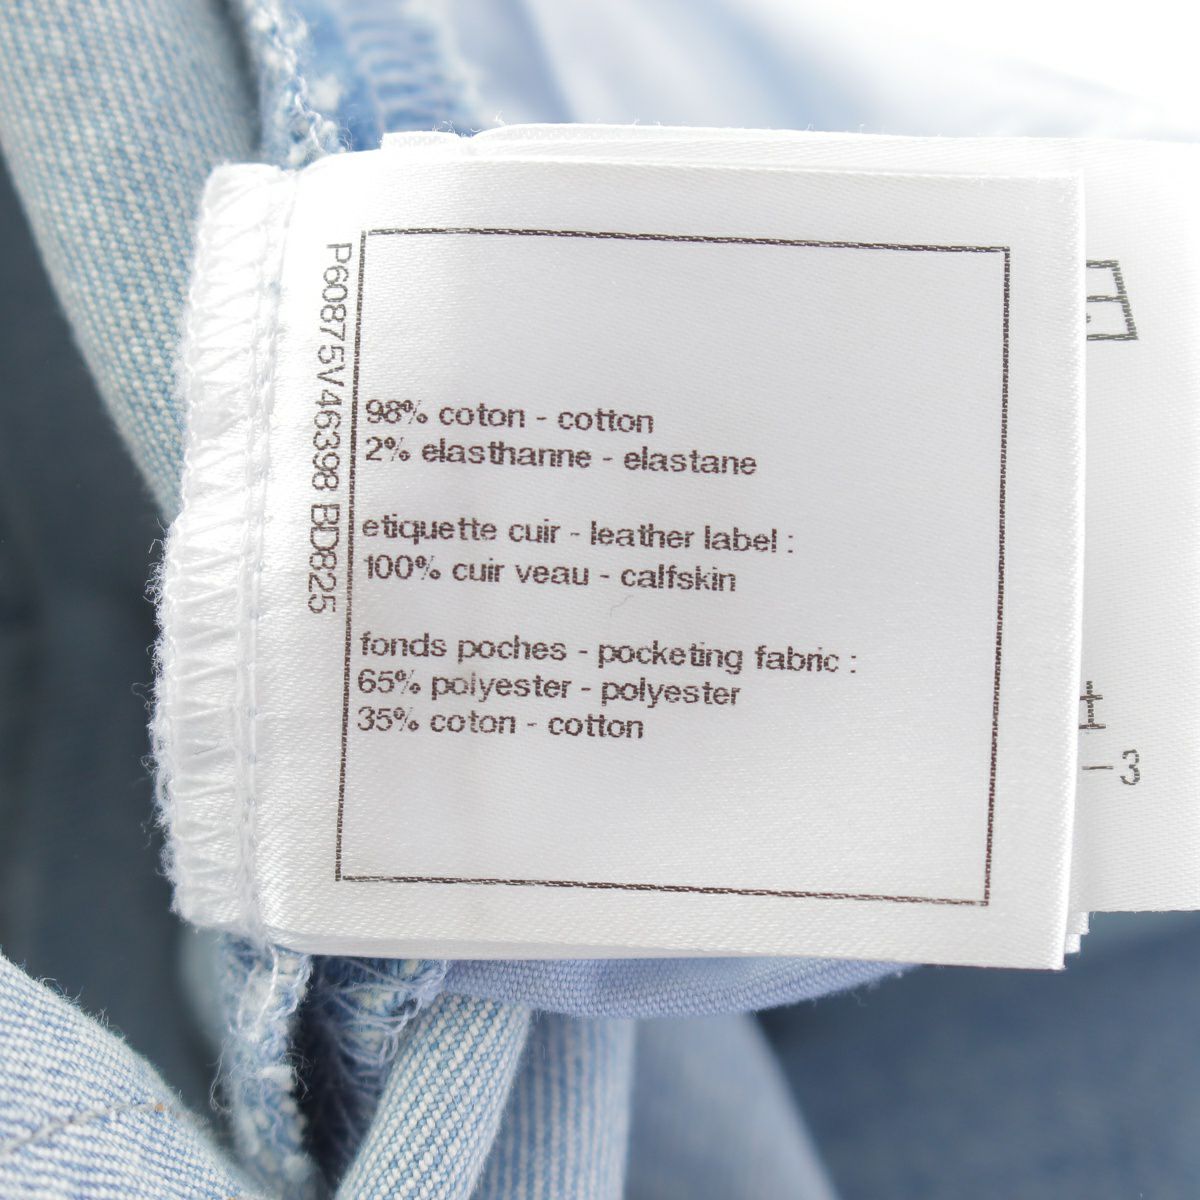 P60875V46398 BD825
98% coton - cotton
2% elasthanne - elastane
etiquette cuir - leather label :
100% cuir veau - calfskin
fonds poches - pocketing fabric :
65% polyester - polyester
35% coton - cotton
- 3